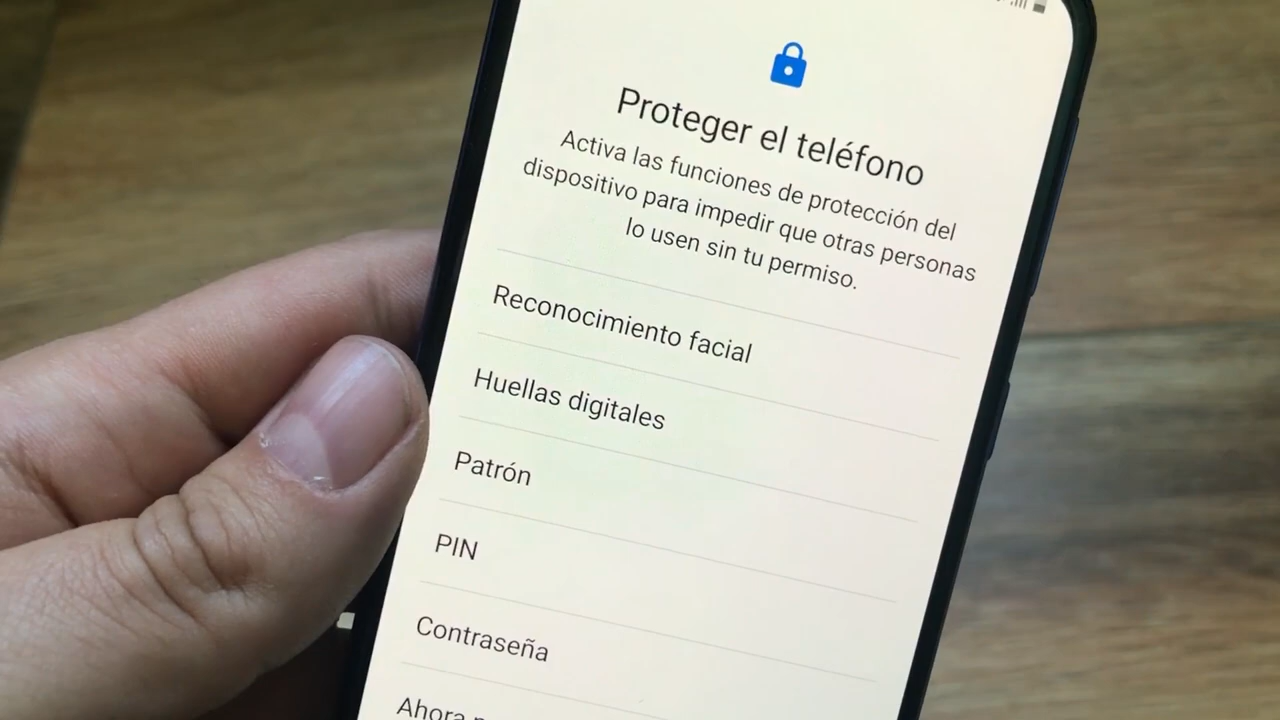 Proteger el teléfono
Activa las funciones de protección del
dispositivo para impedir que otras personas
lo usen sin tu permiso.
Reconocimiento facial
Huellas digitales
Patrón
PIN
Contraseña
Ahora